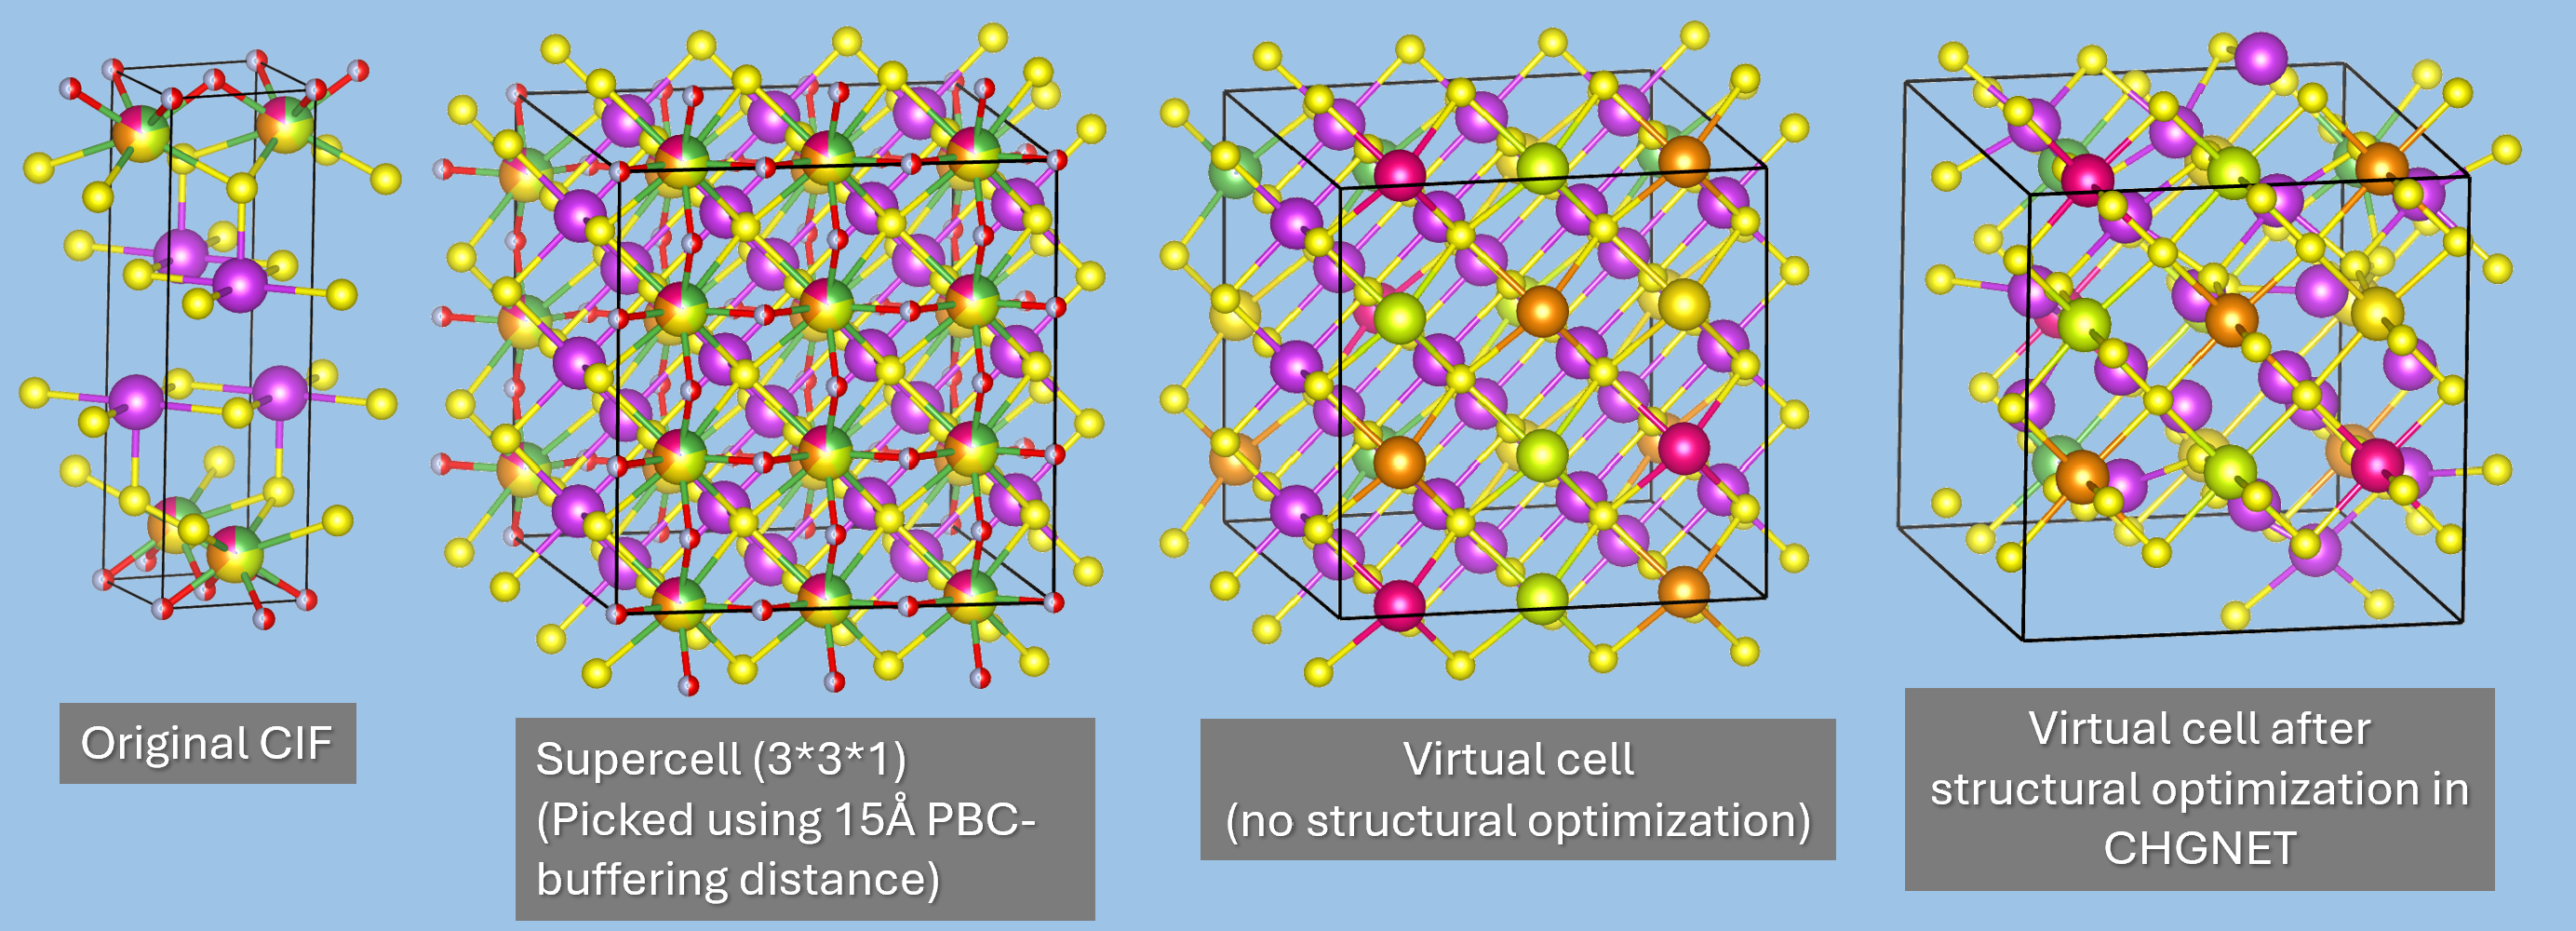 Original CIF
Supercell (3*3*1)
(Picked using 15Å PBC-
buffering distance)
Virtual cell
(no structural optimization)
Virtual cell after
structural optimization in
CHGNET